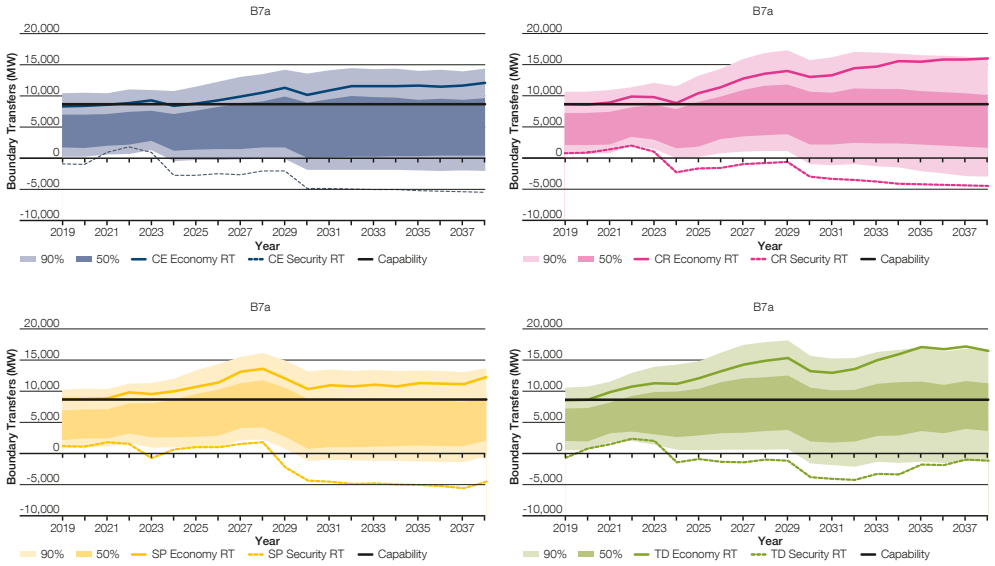 B7a
Boundary Transfers (MW)
20,000
15,000
10,000
5,000
0
-5,000
-10,000
2019 2021 2023 2025 2027 2029 2031 2033 2035 2037
Year
90% 50% CE Economy RT CE Security RT Capability
B7a
Boundary Transfers (MW)
20,000
15,000
10,000
5,000
0
-5,000
-10,000
2019 2021 2023 2025 2027 2029 2031 2033 2035 2037
Year
90% 50% CR Economy RT CR Security RT Capability
B7a
Boundary Transfers (MW)
20,000
15,000
10,000
5,000
0
-5,000
-10,000
2019 2021 2023 2025 2027 2029 2031 2033 2035 2037
Year
90% 50% SP Economy RT SP Security RT Capability
B7a
Boundary Transfers (MW)
20,000
15,000
10,000
5,000
0
-5,000
-10,000
2019 2021 2023 2025 2027 2029 2031 2033 2035 2037
Year
90% 50% TD Economy RT TD Security RT Capability